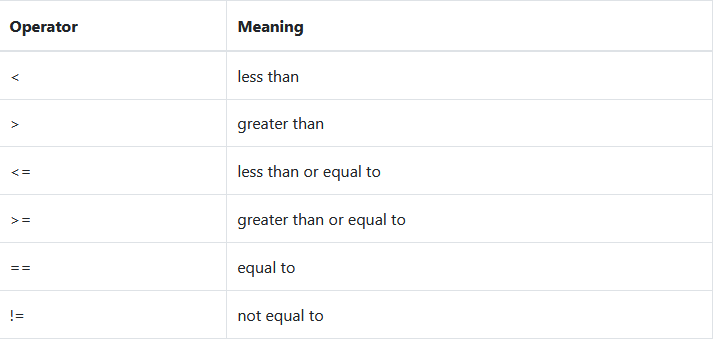 Operator Meaning
< less than
> greater than
<= less than or equal to
>= greater than or equal to
== equal to
!= not equal to